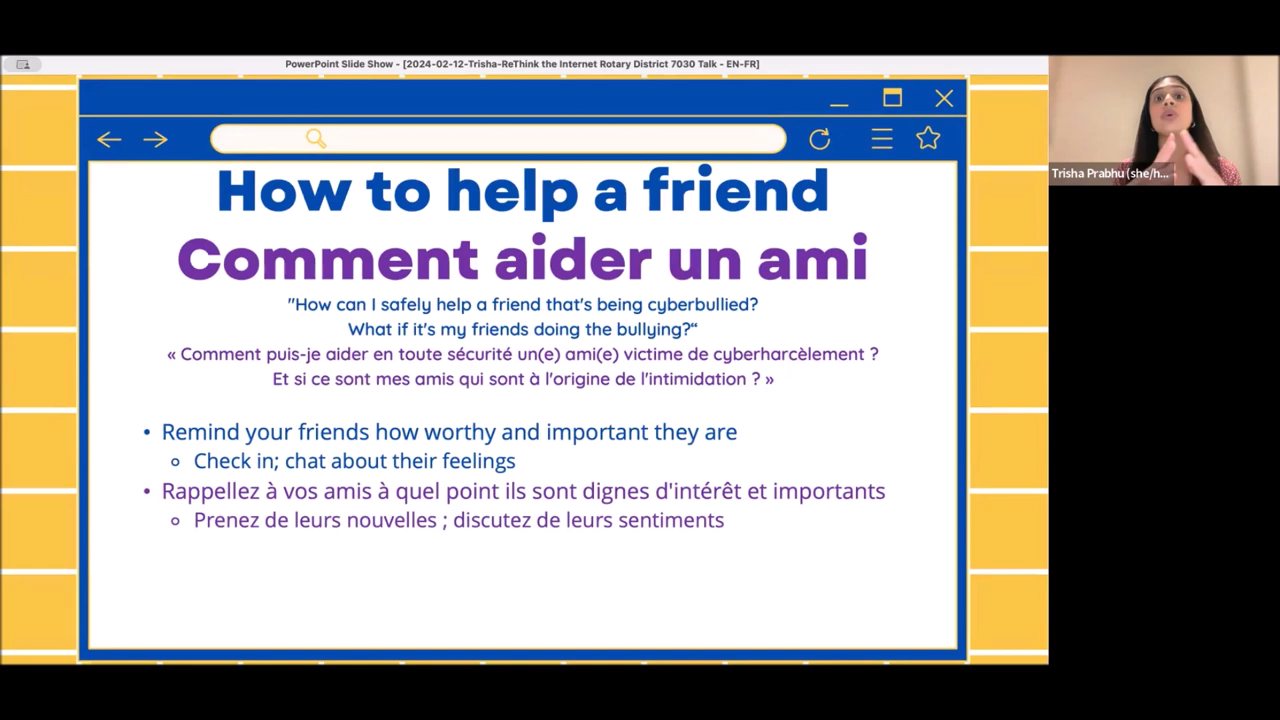 PowerPoint Slide Show - [2024-02-12-Trisha-ReThink the Internet Rotary District 7030 Talk - EN-FR]
How to help a friend
Comment aider un ami
"How can I safely help a friend that's being cyberbullied?
What if it's my friends doing the bullying?“
« Comment puis-je aider en toute sécurité un(e) ami(e) victime de cyberharcèlement ?
Et si ce sont mes amis qui sont à l'origine de l'intimidation ? »
• Remind your friends how worthy and important they are
Check in; chat about their feelings
• Rappellez à vos amis à quel point ils sont dignes d'intérêt et importants
Prenez de leurs nouvelles ; discutez de leurs sentiments
Trisha Prabhu (she/h...